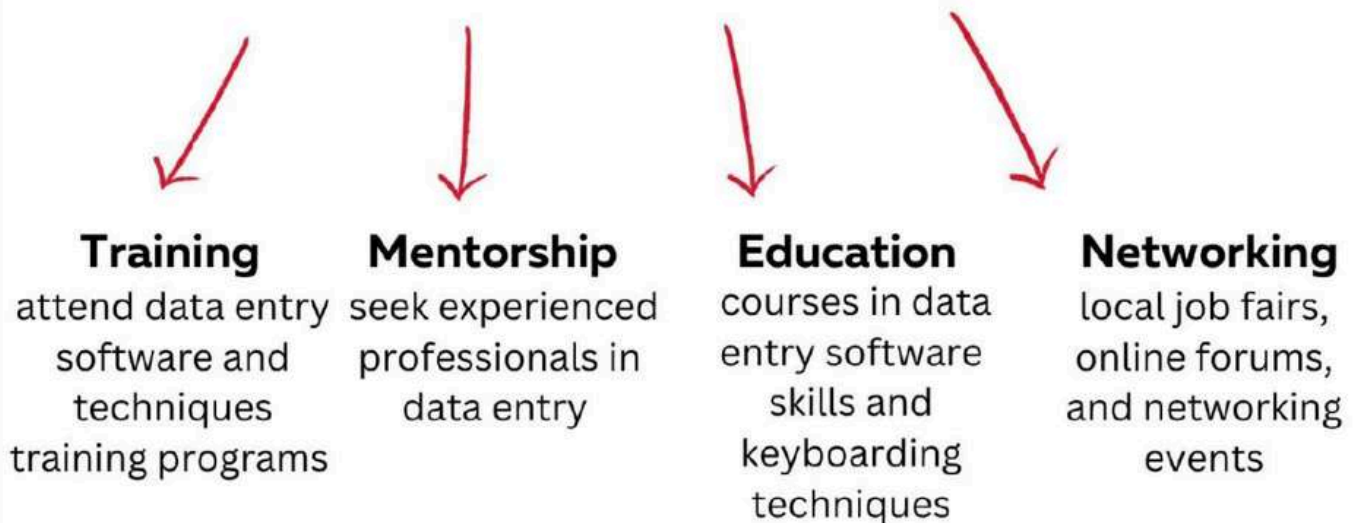 Training
attend data entry
software and
techniques
training programs
Mentorship
seek experienced
professionals in
data entry
Education
courses in data
entry software
skills and
keyboarding
techniques
Networking
local job fairs,
online forums,
and networking
events